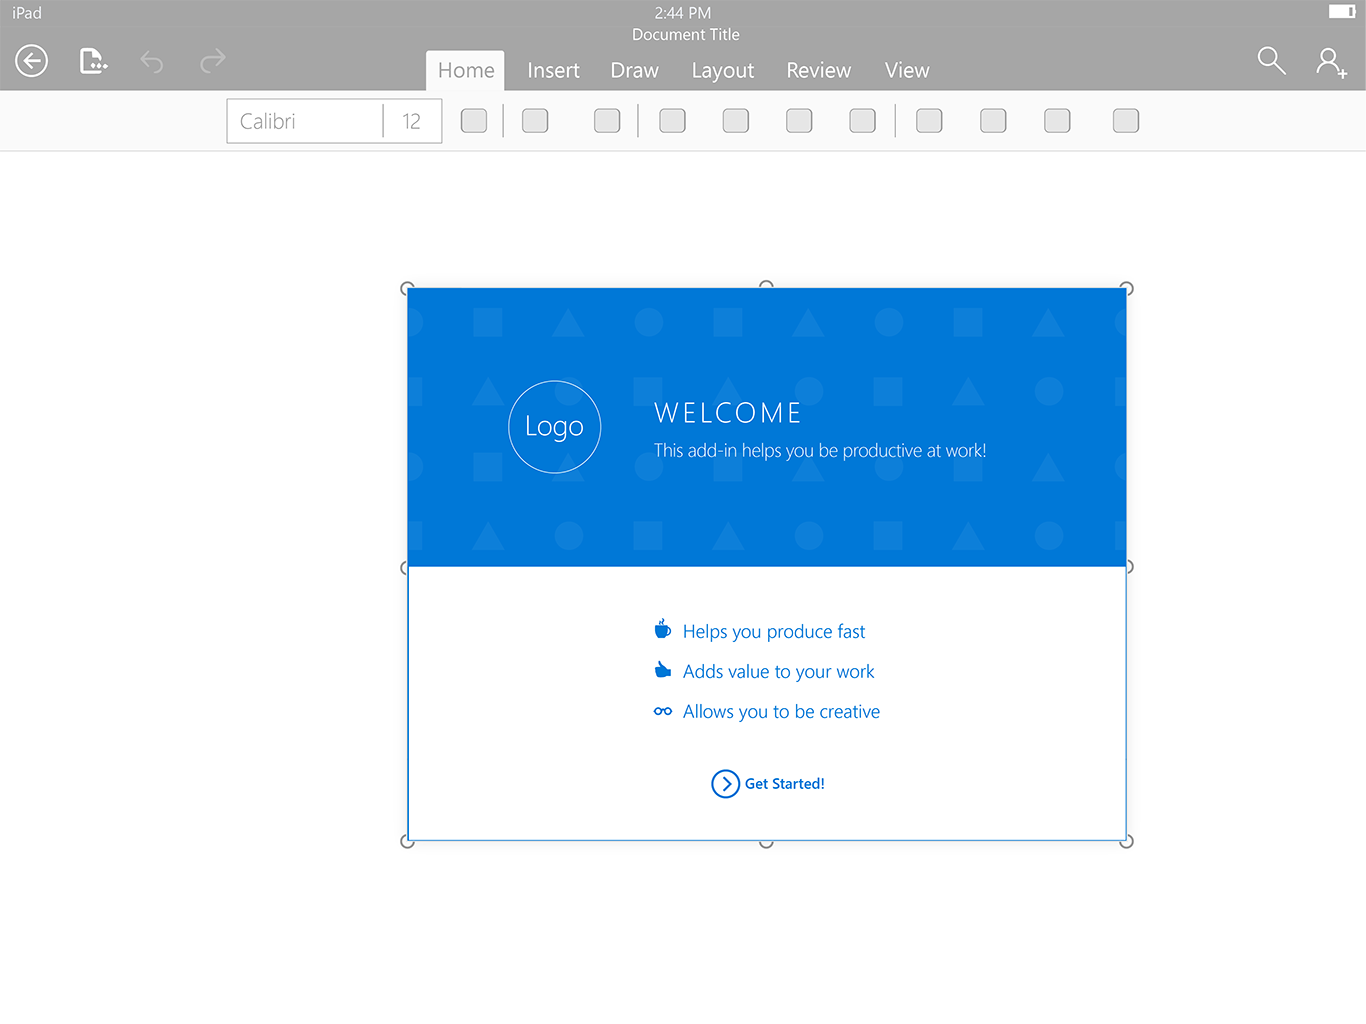 iPad
2:44 PM
Document Title
Home Insert Draw Layout Review View
Calibri 12
Logo
WELCOME
This add-in helps you be productive at work!
Helps you produce fast
Adds value to your work
Allows you to be creative
Get Started!